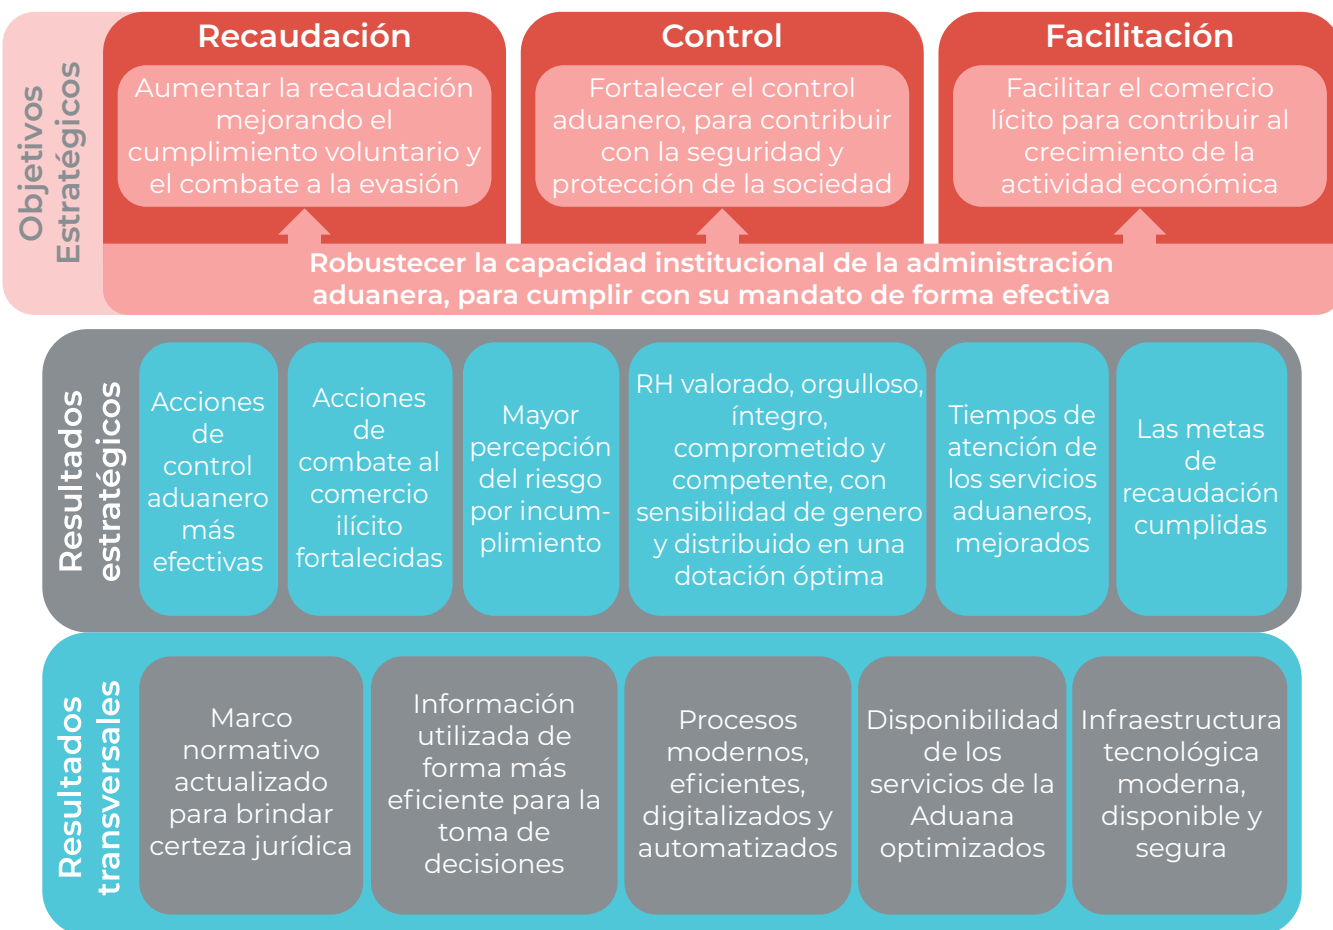 Objetivos
Estratégicos
Recaudación
Aumentar la recaudación
mejorando el
cumplimiento voluntario y
el combate a la evasión
Control
Fortalecer el control
aduanero, para contribuir
con la seguridad y
protección de la sociedad
Facilitación
Facilitar el comercio
lícito para contribuir al
crecimiento de la
actividad económica
Robustecer la capacidad institucional de la administración
aduanera, para cumplir con su mandato de forma efectiva
Resultados
estratégicos
Acciones
de
control
aduanero
más
efectivas
Acciones
de
combate al
comercio
ilícito
fortalecidas
Mayor
percepción
del riesgo
por incum-
plimiento
RH valorado, orgulloso,
íntegro,
comprometido y
competente, con
sensibilidad de genero
y distribuido en una
dotación óptima
Tiempos de
atención de
los servicios
aduaneros,
mejorados
Las metas
de
recaudación
cumplidas
Resultados
transversales
Marco
normativo
actualizado
para brindar
certeza jurídica
Información
utilizada de
forma más
eficiente para la
toma de
decisiones
Procesos
modernos,
eficientes,
digitalizados y
automatizados
Disponibilidad
de los
servicios de la
Aduana
optimizados
Infraestructura
tecnológica
moderna,
disponible y
segura